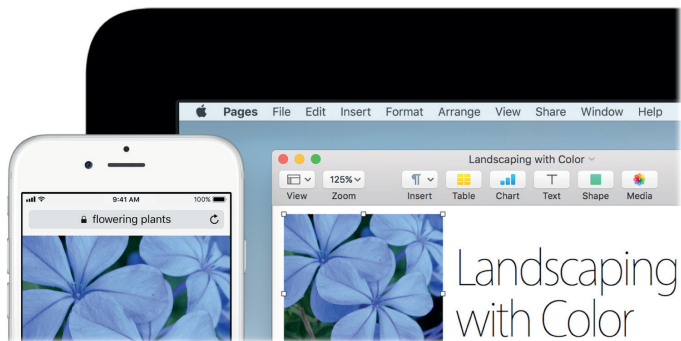 Pages File Edit Insert Format Arrange View Share Window Help
Landscaping with Color
125%
View Zoom Insert Table Chart Text Shape Media
9:41 AM 100%
flowering plants
Landscaping
with Color